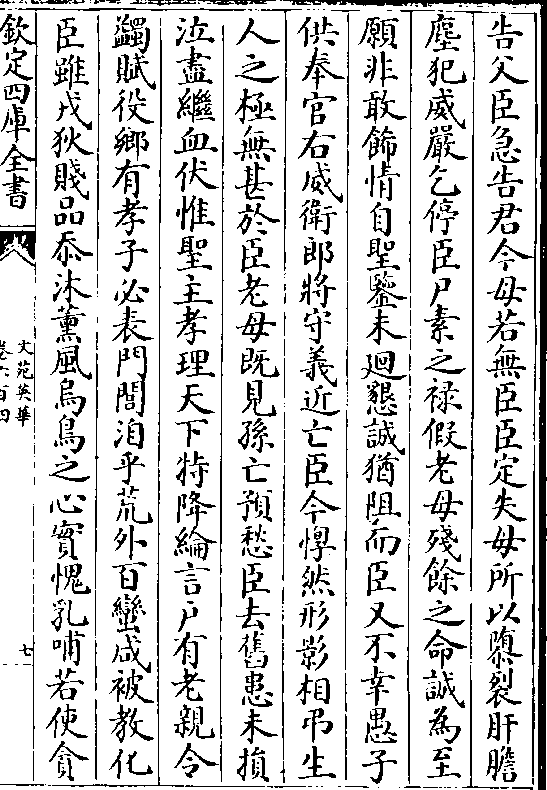 告父臣急告君今母若無臣臣定失母所以隳裂肝膽
塵犯威嚴乞停臣尸素之禄假老母殘餘之命誠為至
願非敢飾情自聖鑒未廻懇誠猶阻而臣又不幸愚子
供奉官右威衛郎將守義近亡臣今惸然形影相弔生
人之極無甚於臣老母既見孫亡預愁臣去舊患未損
泣盡繼血伏惟聖主孝理天下特降綸言戸有老親令
蠲賦役鄉有孝子必表門閭洎乎荒外百蠻咸被教化
臣雖戎狄賤品忝沐薰風烏鳥之心實愧乳哺若使貪
欽定四庫全書
文苑英華
卷六百四
七